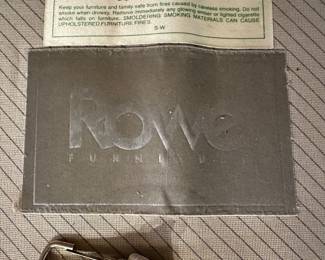 Keep your furniture and family safe from fires caused by careless smoking. Do not
smoke when drowsy. Remove immediately any glowing ember or lighted cigarette
which falls on furniture. SMOLDERING SMOKING MATERIALS CAN CAUSE
UPHOLSTERED FURNITURE FIRES.
S-W
Rowe